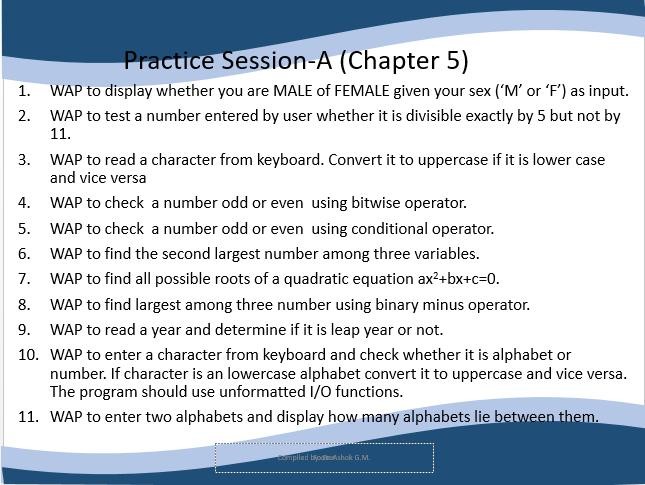 Practice Session-A (Chapter 5)
1. WAP to display whether you are MALE of FEMALE given your sex (‘M’ or ‘F’) as input.
2. WAP to test a number entered by user whether it is divisible exactly by 5 but not by
11.
3. WAP to read a character from keyboard. Convert it to uppercase if it is lower case
and vice versa
4. WAP to check a number odd or even using bitwise operator.
5. WAP to check a number odd or even using conditional operator.
6. WAP to find the second largest number among three variables.
7. WAP to find all possible roots of a quadratic equation ax²+bx+c=0.
8. WAP to find largest among three number using binary minus operator.
9. WAP to read a year and determine if it is leap year or not.
10. WAP to enter a character from keyboard and check whether it is alphabet or
number. If character is an lowercase alphabet convert it to uppercase and vice versa.
The program should use unformatted I/O functions.
11. WAP to enter two alphabets and display how many alphabets lie between them.
Compiled Ashok G.M.